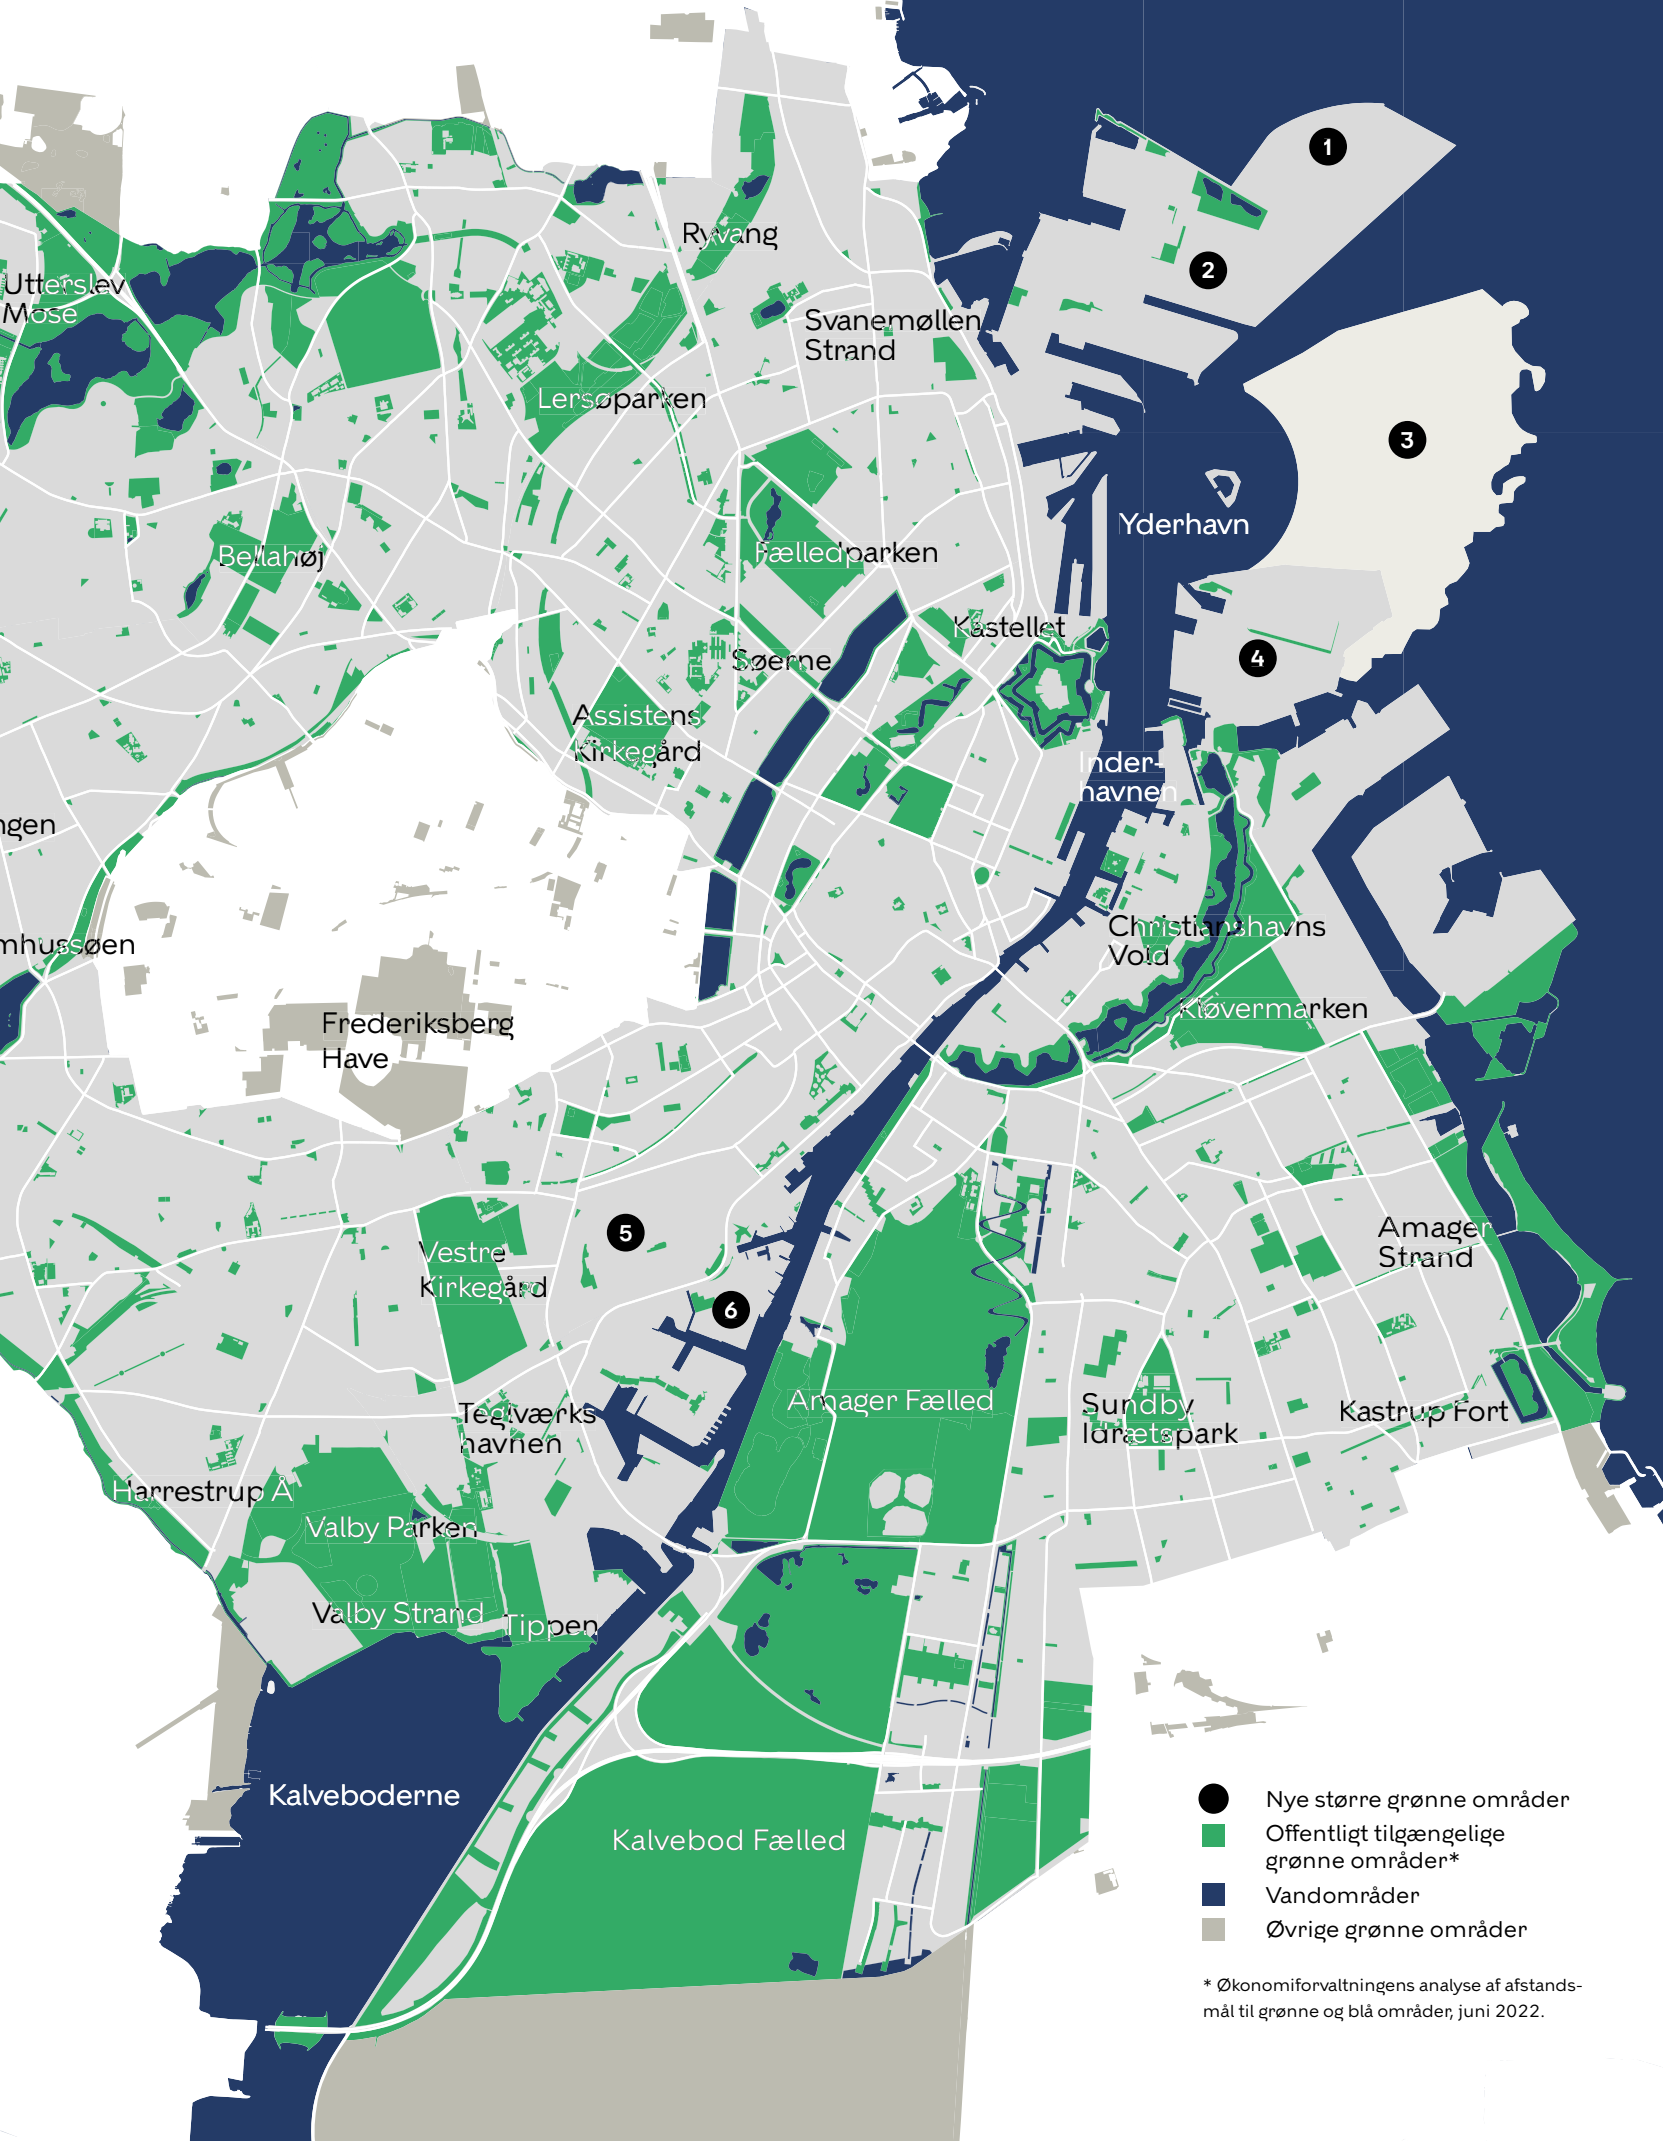 1
Ryvang
2
Utterslev
Mose
Svanemøllen
Strand
Lersøparken
3
Yderhavn
Bellahøj
Fælledparken
Kastellet
Søerne
4
Assistens
Kirkegård
Inder-
havnen
ngen
Christianshavns
Vold
mhussøen
Kløvermarken
Frederiksberg
Have
5
Amager
Strand
Vestre
Kirkegård
6
Amager Fælled
Sundby
Idrætspark
Kastrup Fort
Teglværks
havnen
Harrestrup Å
Valby Parken
Valby Strand
Tippen
Kalveboderne
Kalvebod Fælled
Nye større grønne områder
Offentligt tilgængelige
grønne områder*
Vandområder
Øvrige grønne områder
* Økonomiforvaltningens analyse af afstands-
mål til grønne og blå områder, juni 2022.